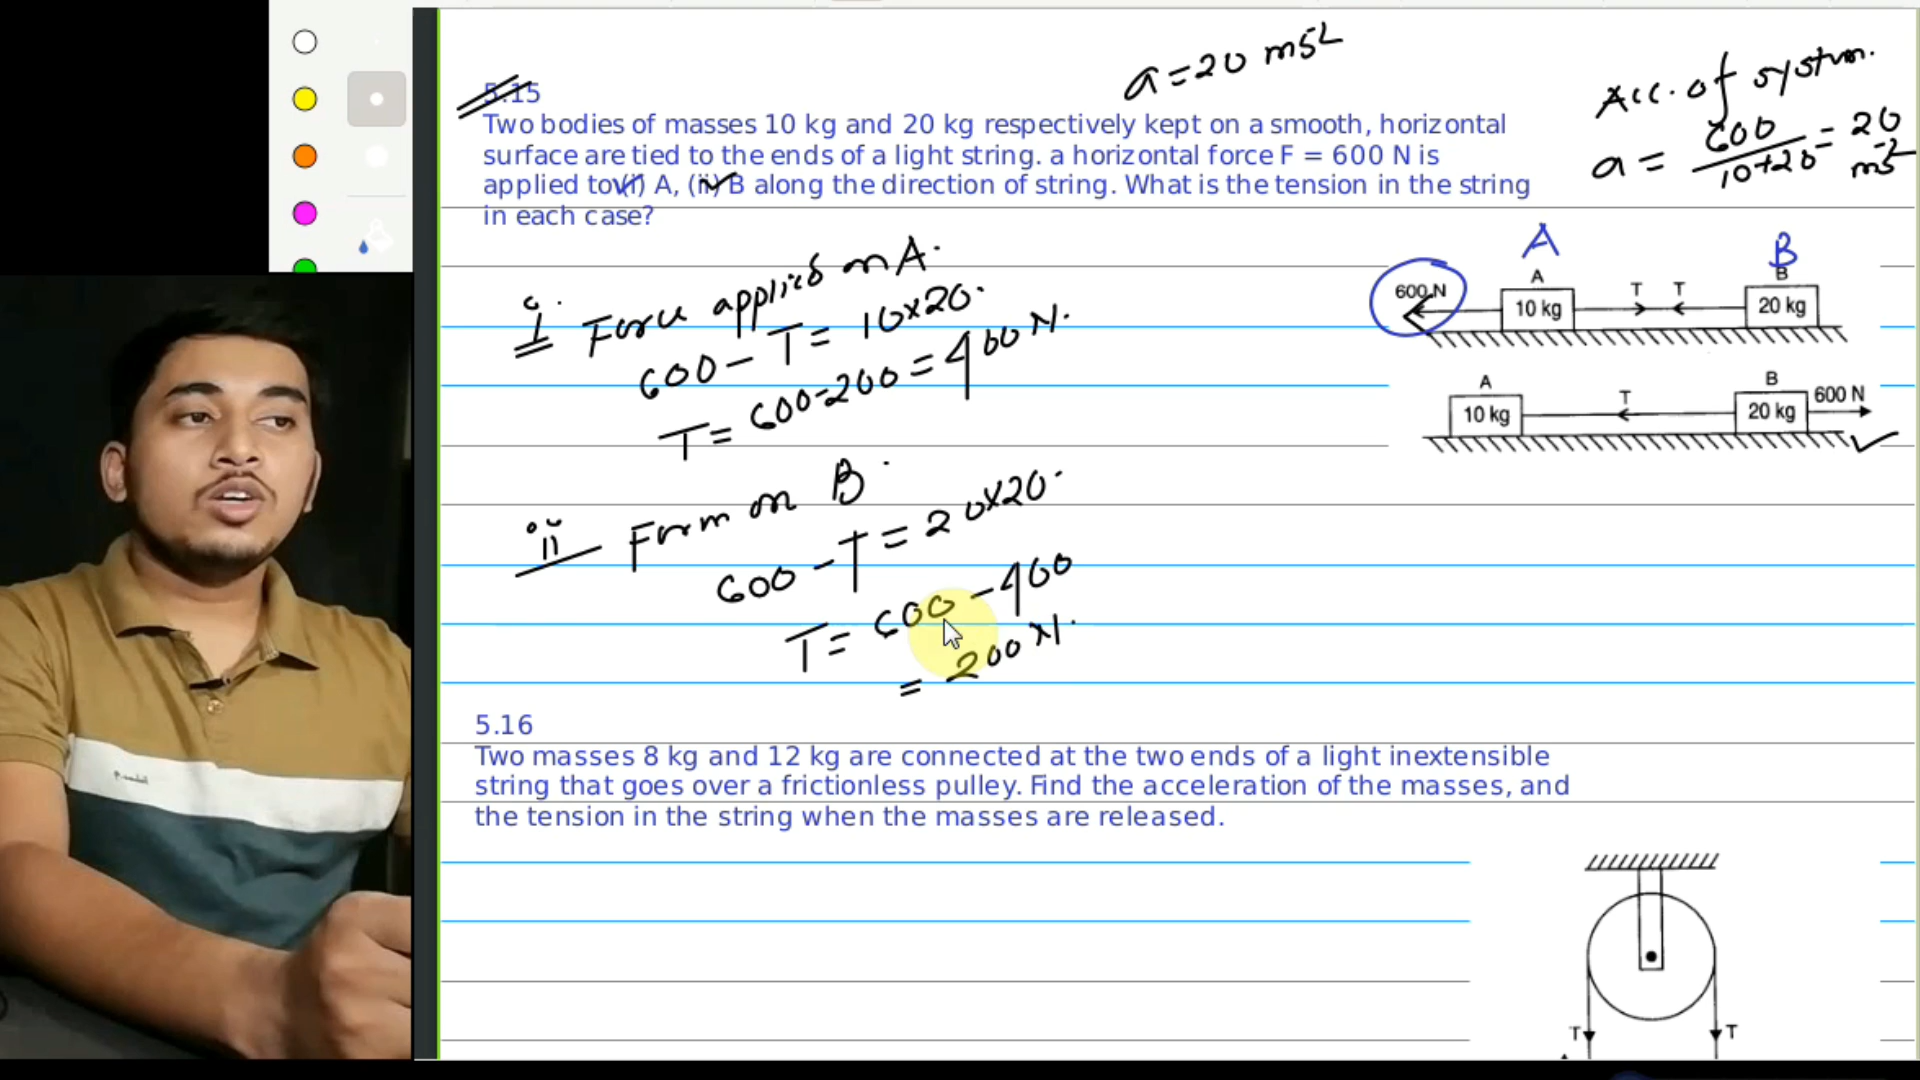 a = 20 ms⁻²
Acc. of system.
a = 600 / 10+20 = 20 ms⁻²
5.15
Two bodies of masses 10 kg and 20 kg respectively kept on a smooth, horizontal
surface are tied to the ends of a light string. a horizontal force F = 600 N is
applied to (i) A, (ii) B along the direction of string. What is the tension in the string
in each case?
A B
A B
600 N 10 kg T T 20 kg
A B
10 kg T 20 kg 600 N
i. Force applied on A.
600 - T = 10×20.
T = 600-200 = 400 N.
ii on B.
600 - T = 20×20.
T = 600 - 400
= 200 N.
5.16
Two masses 8 kg and 12 kg are connected at the two ends of a light inextensible
string that goes over a frictionless pulley. Find the acceleration of the masses, and
the tension in the string when the masses are released.
T T